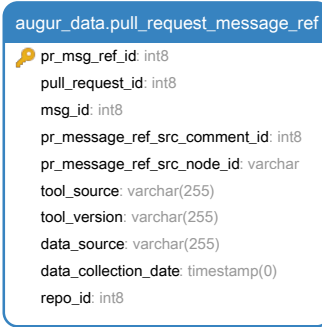 augur_data.pull_request_message_ref
pr_msg_ref_id: int8
pull_request_id: int8
msg_id: int8
pr_message_ref_src_comment_id: int8
pr_message_ref_src_node_id: varchar
tool_source: varchar(255)
tool_version: varchar(255)
data_source: varchar(255)
data_collection_date: timestamp(0)
repo_id: int8